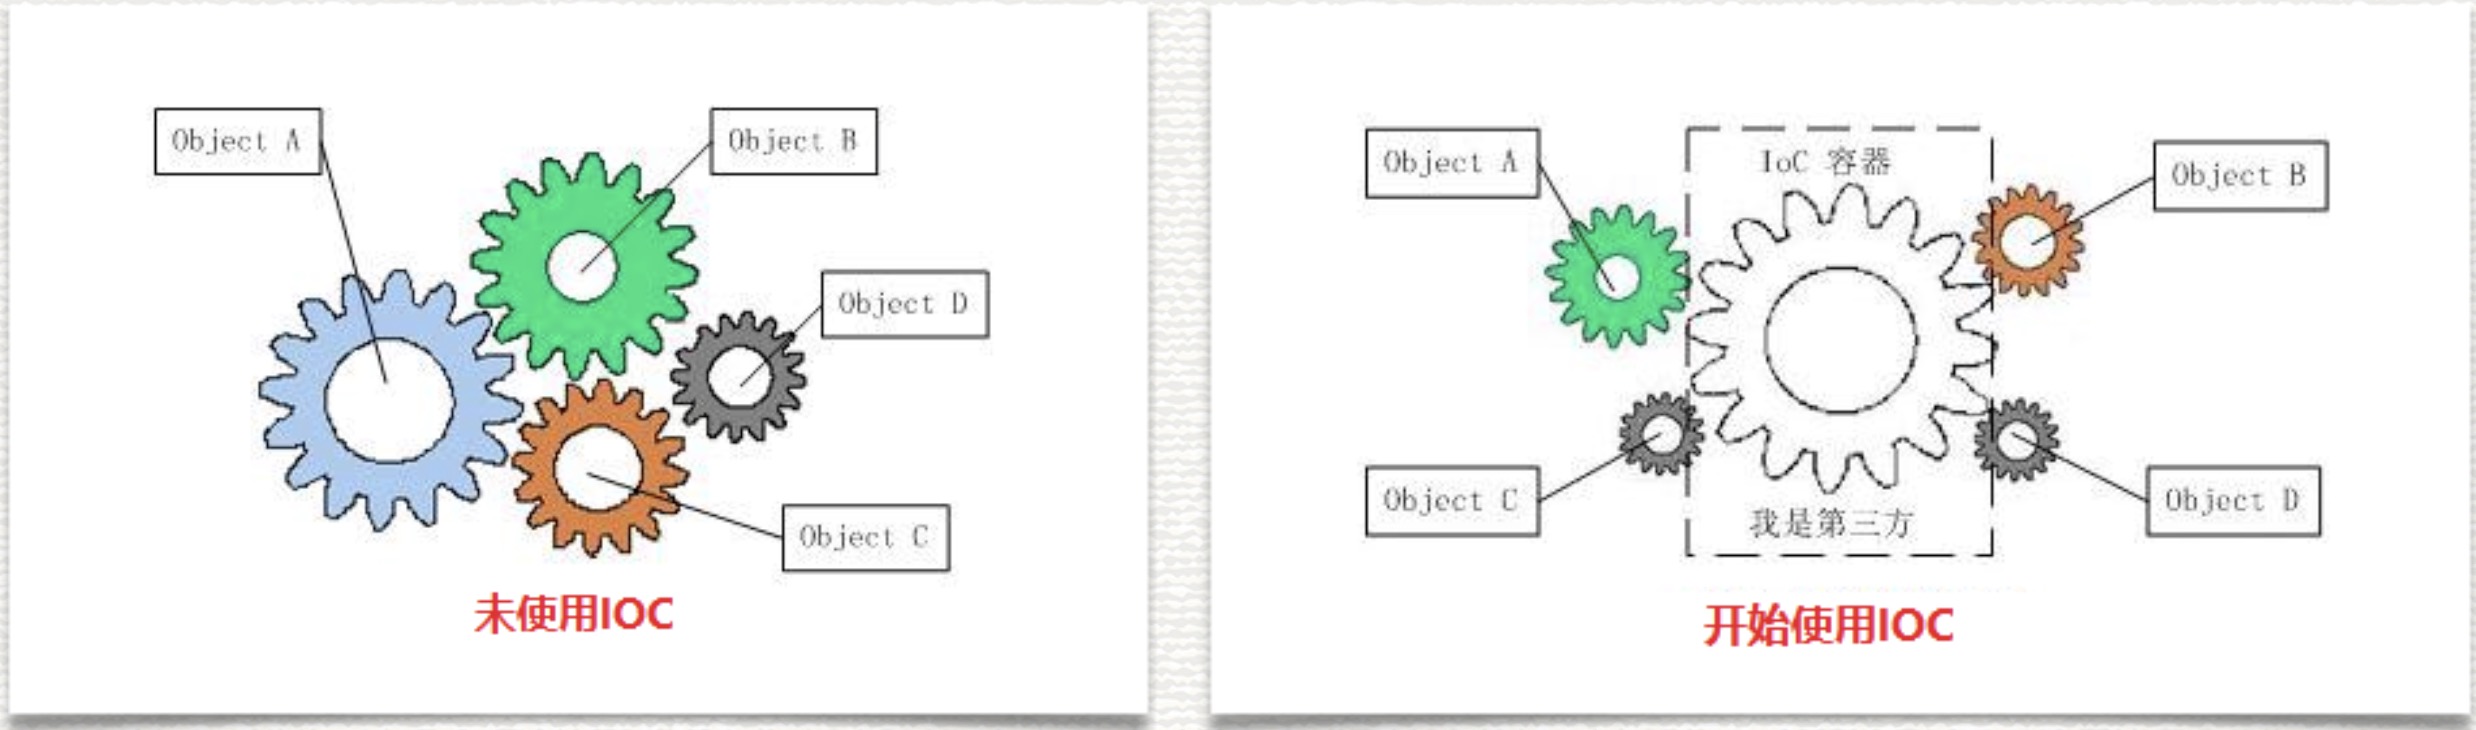 Object A
Object B
Object D
Object C
未使用IOC
IoC 容器
Object A
Object B
Object C
Object D
我是第三方
开始使用IOC